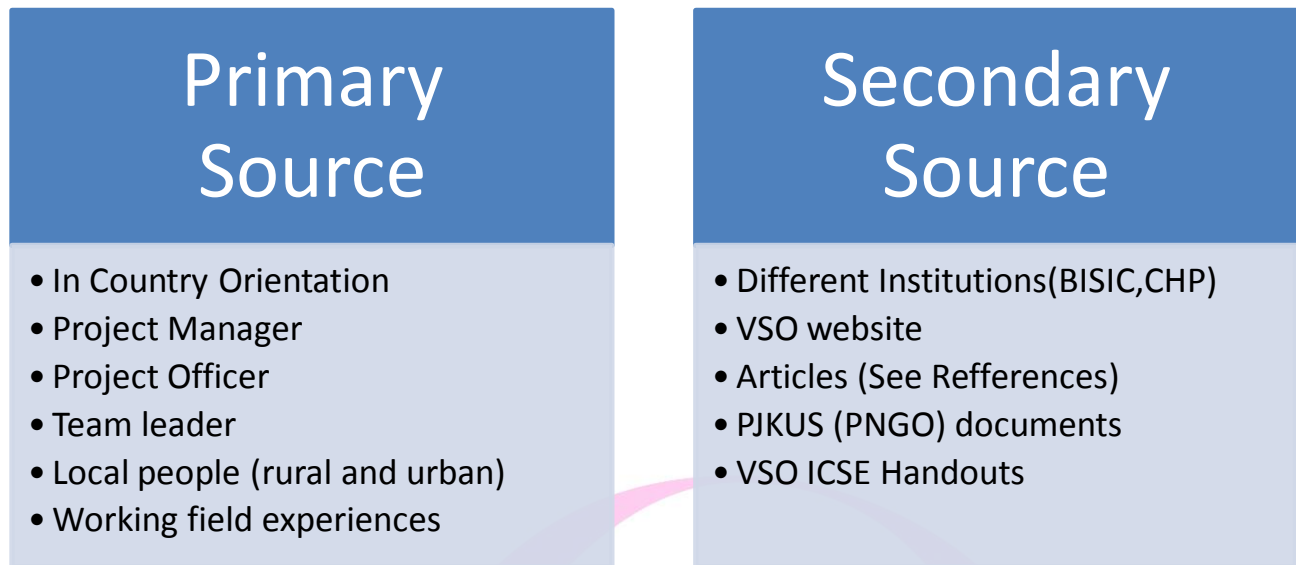 Primary
Source
• In Country Orientation
• Project Manager
• Project Officer
• Team leader
• Local people (rural and urban)
• Working field experiences
Secondary
Source
• Different Institutions(BISIC,CHP)
• VSO website
• Articles (See Refferences)
• PJKUS (PNGO) documents
• VSO ICSE Handouts